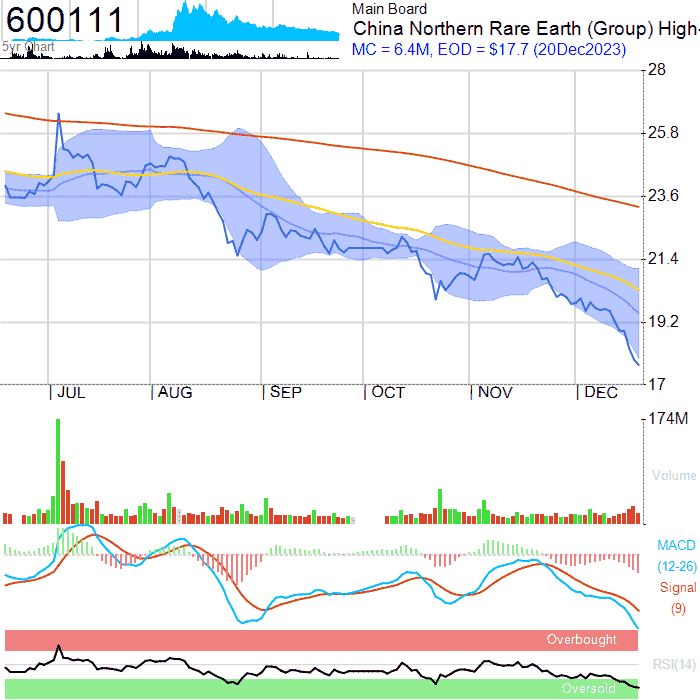 600111
5yr Chart
Main Board
China Northern Rare Earth (Group) High-
MC = 6.4M, EOD = $17.7 (20Dec2023)
28
25.8
23.6
21.4
19.2
17
JUL AUG SEP OCT NOV DEC
174M
Volume
MACD
(12-26)
Signal
(9)
Overbought
RSI(14)
Oversold